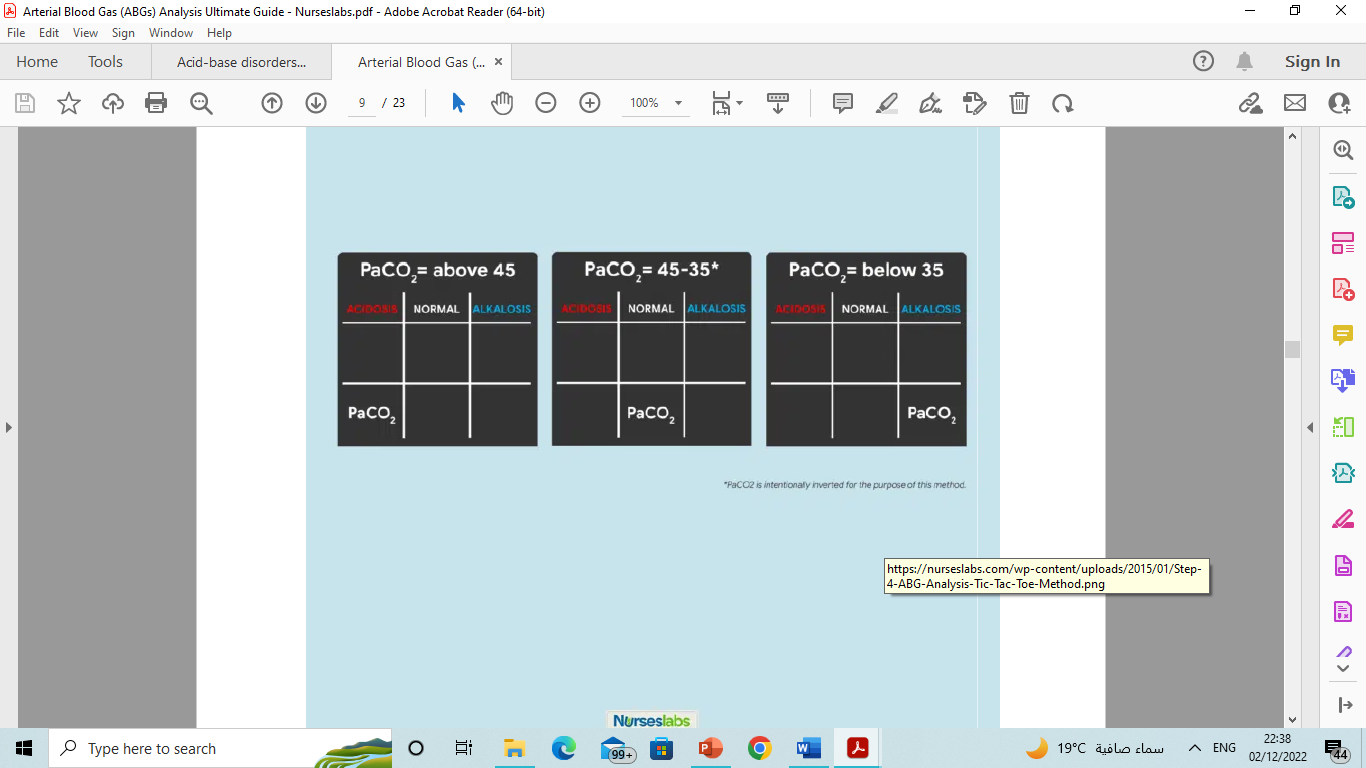 Arterial Blood Gas (ABGs) Analysis Ultimate Guide - Nurseslabs.pdf - Adobe Acrobat Reader (64-bit)
File Edit View Sign Window Help
Home Tools Acid-base disorders... Arterial Blood Gas (... × Sign In
9 / 23 100%
PaCO2= above 45
ACIDOSIS NORMAL ALKALOSIS
PaCO2
PaCO2= 45-35*
ACIDOSIS NORMAL ALKALOSIS
PaCO2
PaCO2= below 35
ACIDOSIS NORMAL ALKALOSIS
PaCO2
*PaCO2 is intentionally inverted for the purpose of this method.
https://nurseslabs.com/wp-content/uploads/2015/01/Step-
4-ABG-Analysis-Tic-Tac-Toe-Method.png
Nurseslabs
Type here to search 99+ 19°C سماء صافية ENG 22:38
02/12/2022 44